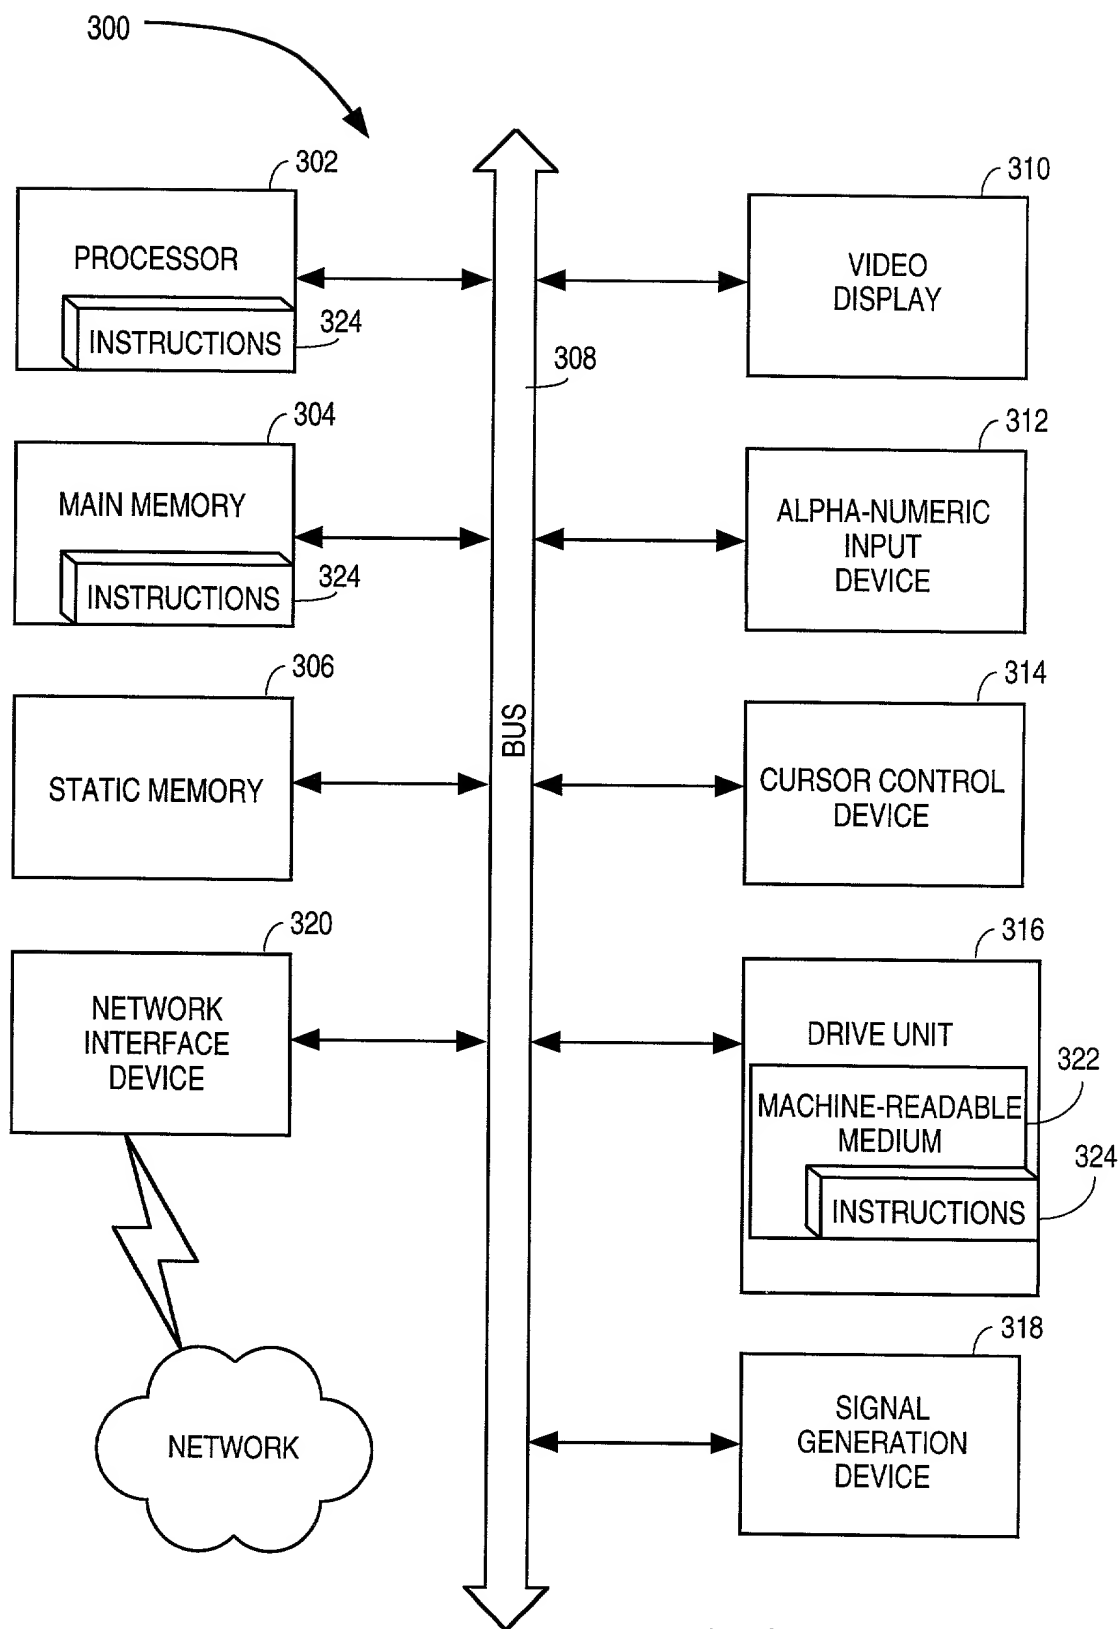 300
302
PROCESSOR
INSTRUCTIONS
324
304
MAIN MEMORY
INSTRUCTIONS
324
306
STATIC MEMORY
320
NETWORK
INTERFACE
DEVICE
NETWORK
308
BUS
310
VIDEO
DISPLAY
312
ALPHA-NUMERIC
INPUT
DEVICE
314
CURSOR CONTROL
DEVICE
316
DRIVE UNIT
322
MACHINE-READABLE
MEDIUM
324
INSTRUCTIONS
318
SIGNAL
GENERATION
DEVICE